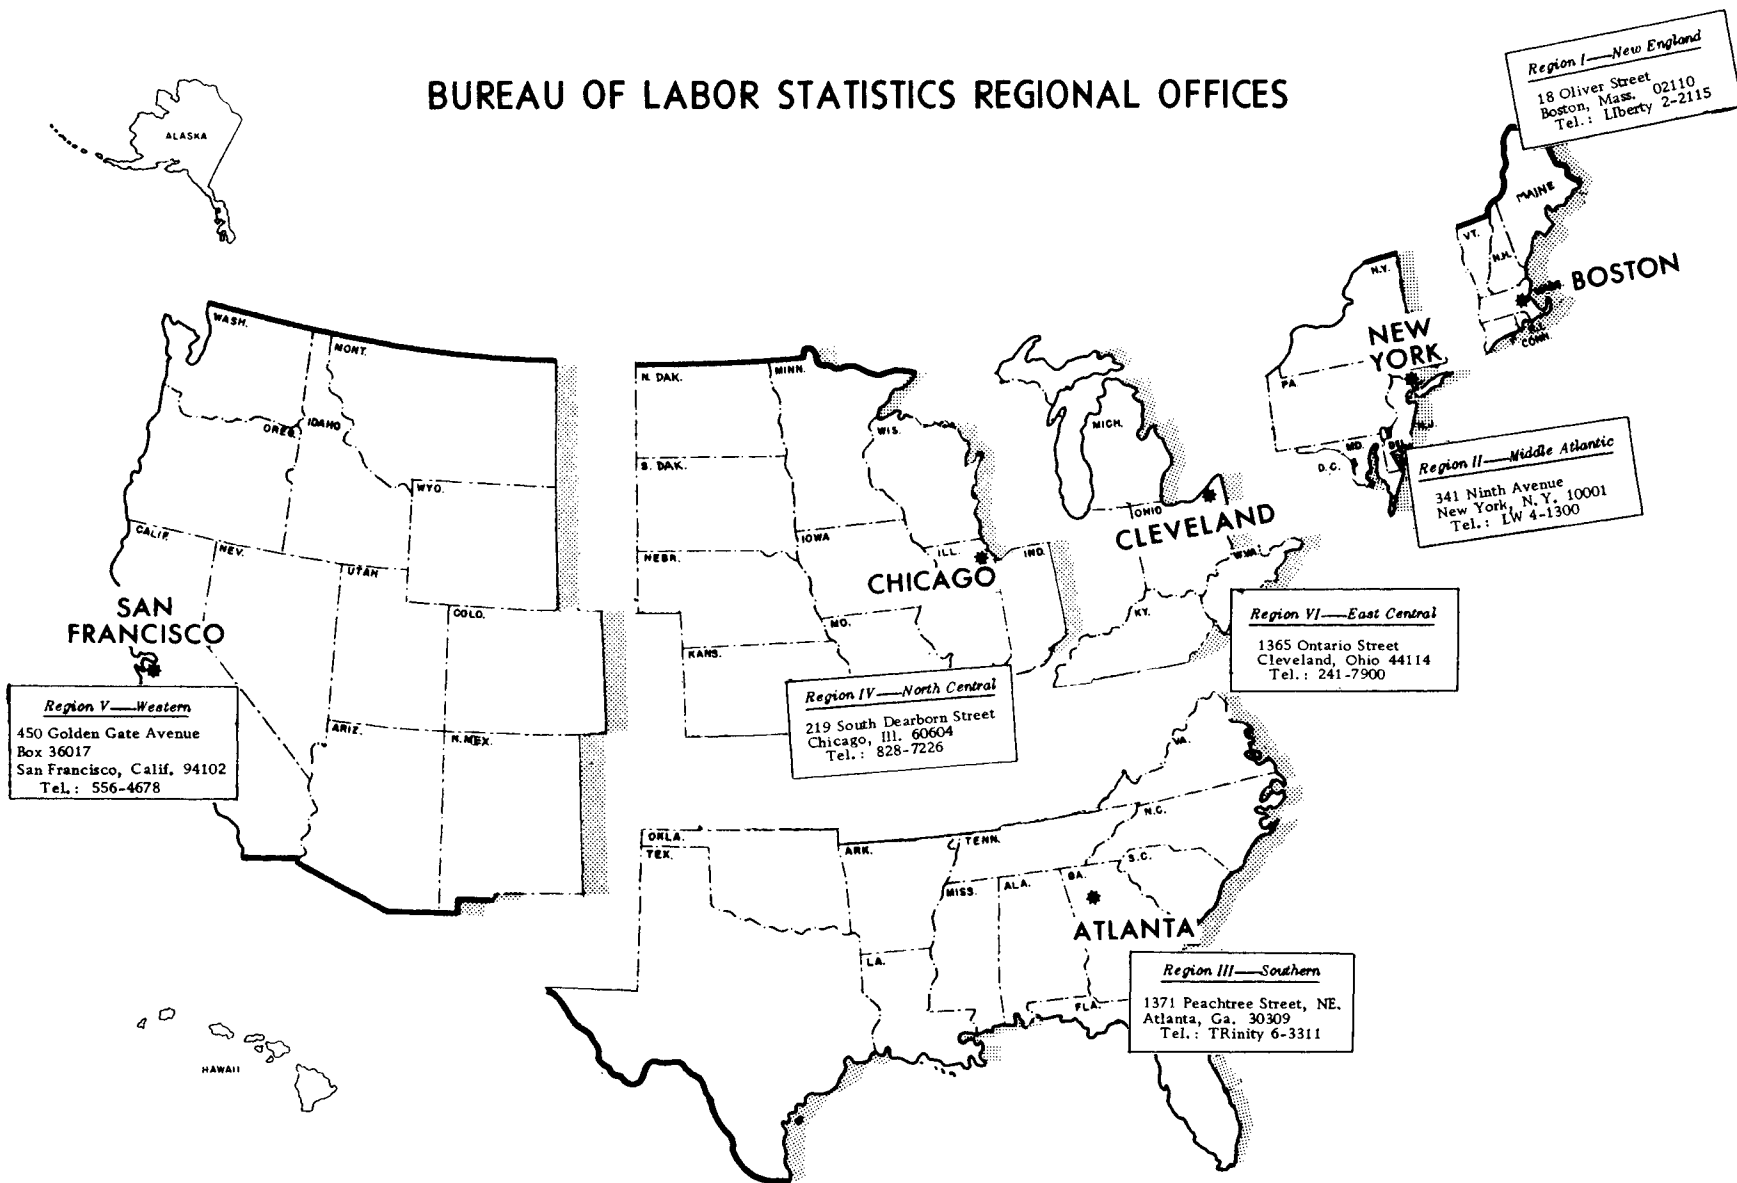 BUREAU OF LABOR STATISTICS REGIONAL OFFICES
Region I——New England
18 Oliver Street
Boston, Mass. 02110
Tel.: LIberty 2-2115
ALASKA
MAINE
VT.
N.H.
BOSTON
CONN.
N.Y.
NEW
YORK
PA
MD.
DEL.
D.C.
Region II——Middle Atlantic
341 Ninth Avenue
New York, N.Y. 10001
Tel.: LW 4-1300
WASH.
MONT.
IDAHO
OREG.
WYO.
CALIF.
NEV.
UTAH
COLO.
ARIZ.
N.MEX.
SAN
FRANCISCO
Region V——Western
450 Golden Gate Avenue
Box 36017
San Francisco, Calif. 94102
Tel.: 556-4678
N. DAK.
MINN.
S. DAK.
WIS.
IOWA
NEBR.
ILL.
IND.
CHICAGO
MO.
KANS.
Region IV——North Central
219 South Dearborn Street
Chicago, Ill. 60604
Tel.: 828-7226
MICH.
OHIO
CLEVELAND
W.VA.
KY.
Region VI——East Central
1365 Ontario Street
Cleveland, Ohio 44114
Tel.: 241-7900
VA.
N.C.
OKLA.
TEX.
ARK.
TENN.
S.C.
MISS.
ALA.
GA.
ATLANTA
LA.
FLA.
Region III——Southern
1371 Peachtree Street, NE.
Atlanta, Ga. 30309
Tel.: TRinity 6-3311
HAWAII